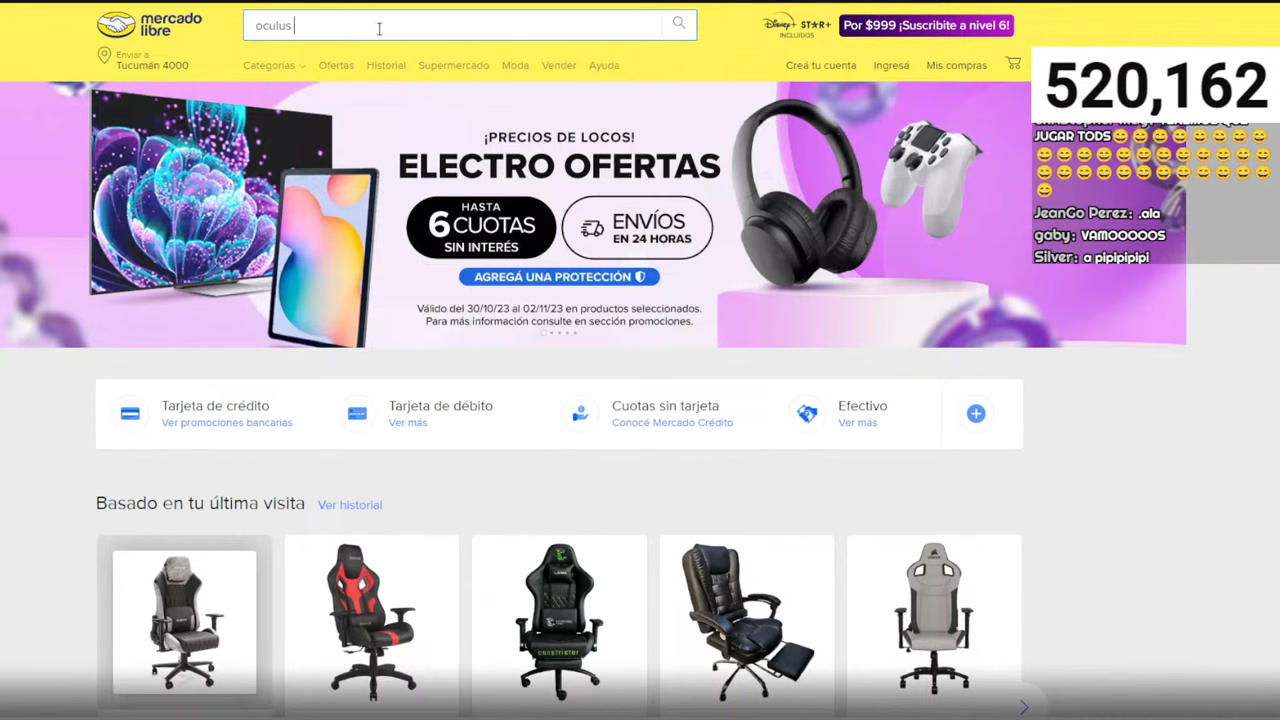 mercado
libre
oculus
Disney+ STAR+
INCLUIDOS
Por $999 ¡Suscribite a nivel 6!
Enviar a
Tucumán 4000
Categorías
Ofertas
Historial
Supermercado
Moda
Vender
Ayuda
Creá tu cuenta
Ingresá
Mis compras
520,162
JUGAR TODS
JeanGo Perez: .ala
gaby: VAMOOOOS
Silver: a pipipipipi
¡PRECIOS DE LOCOS!
ELECTRO OFERTAS
HASTA
6 CUOTAS
SIN INTERÉS
ENVÍOS
EN 24 HORAS
AGREGÁ UNA PROTECCIÓN
Válido del 30/10/23 al 02/11/23 en productos seleccionados.
Para más información consulte en sección promociones.
Tarjeta de crédito
Ver promociones bancarias
Tarjeta de débito
Ver más
Cuotas sin tarjeta
Conocé Mercado Crédito
Efectivo
Ver más
Basado en tu última visita
Ver historial